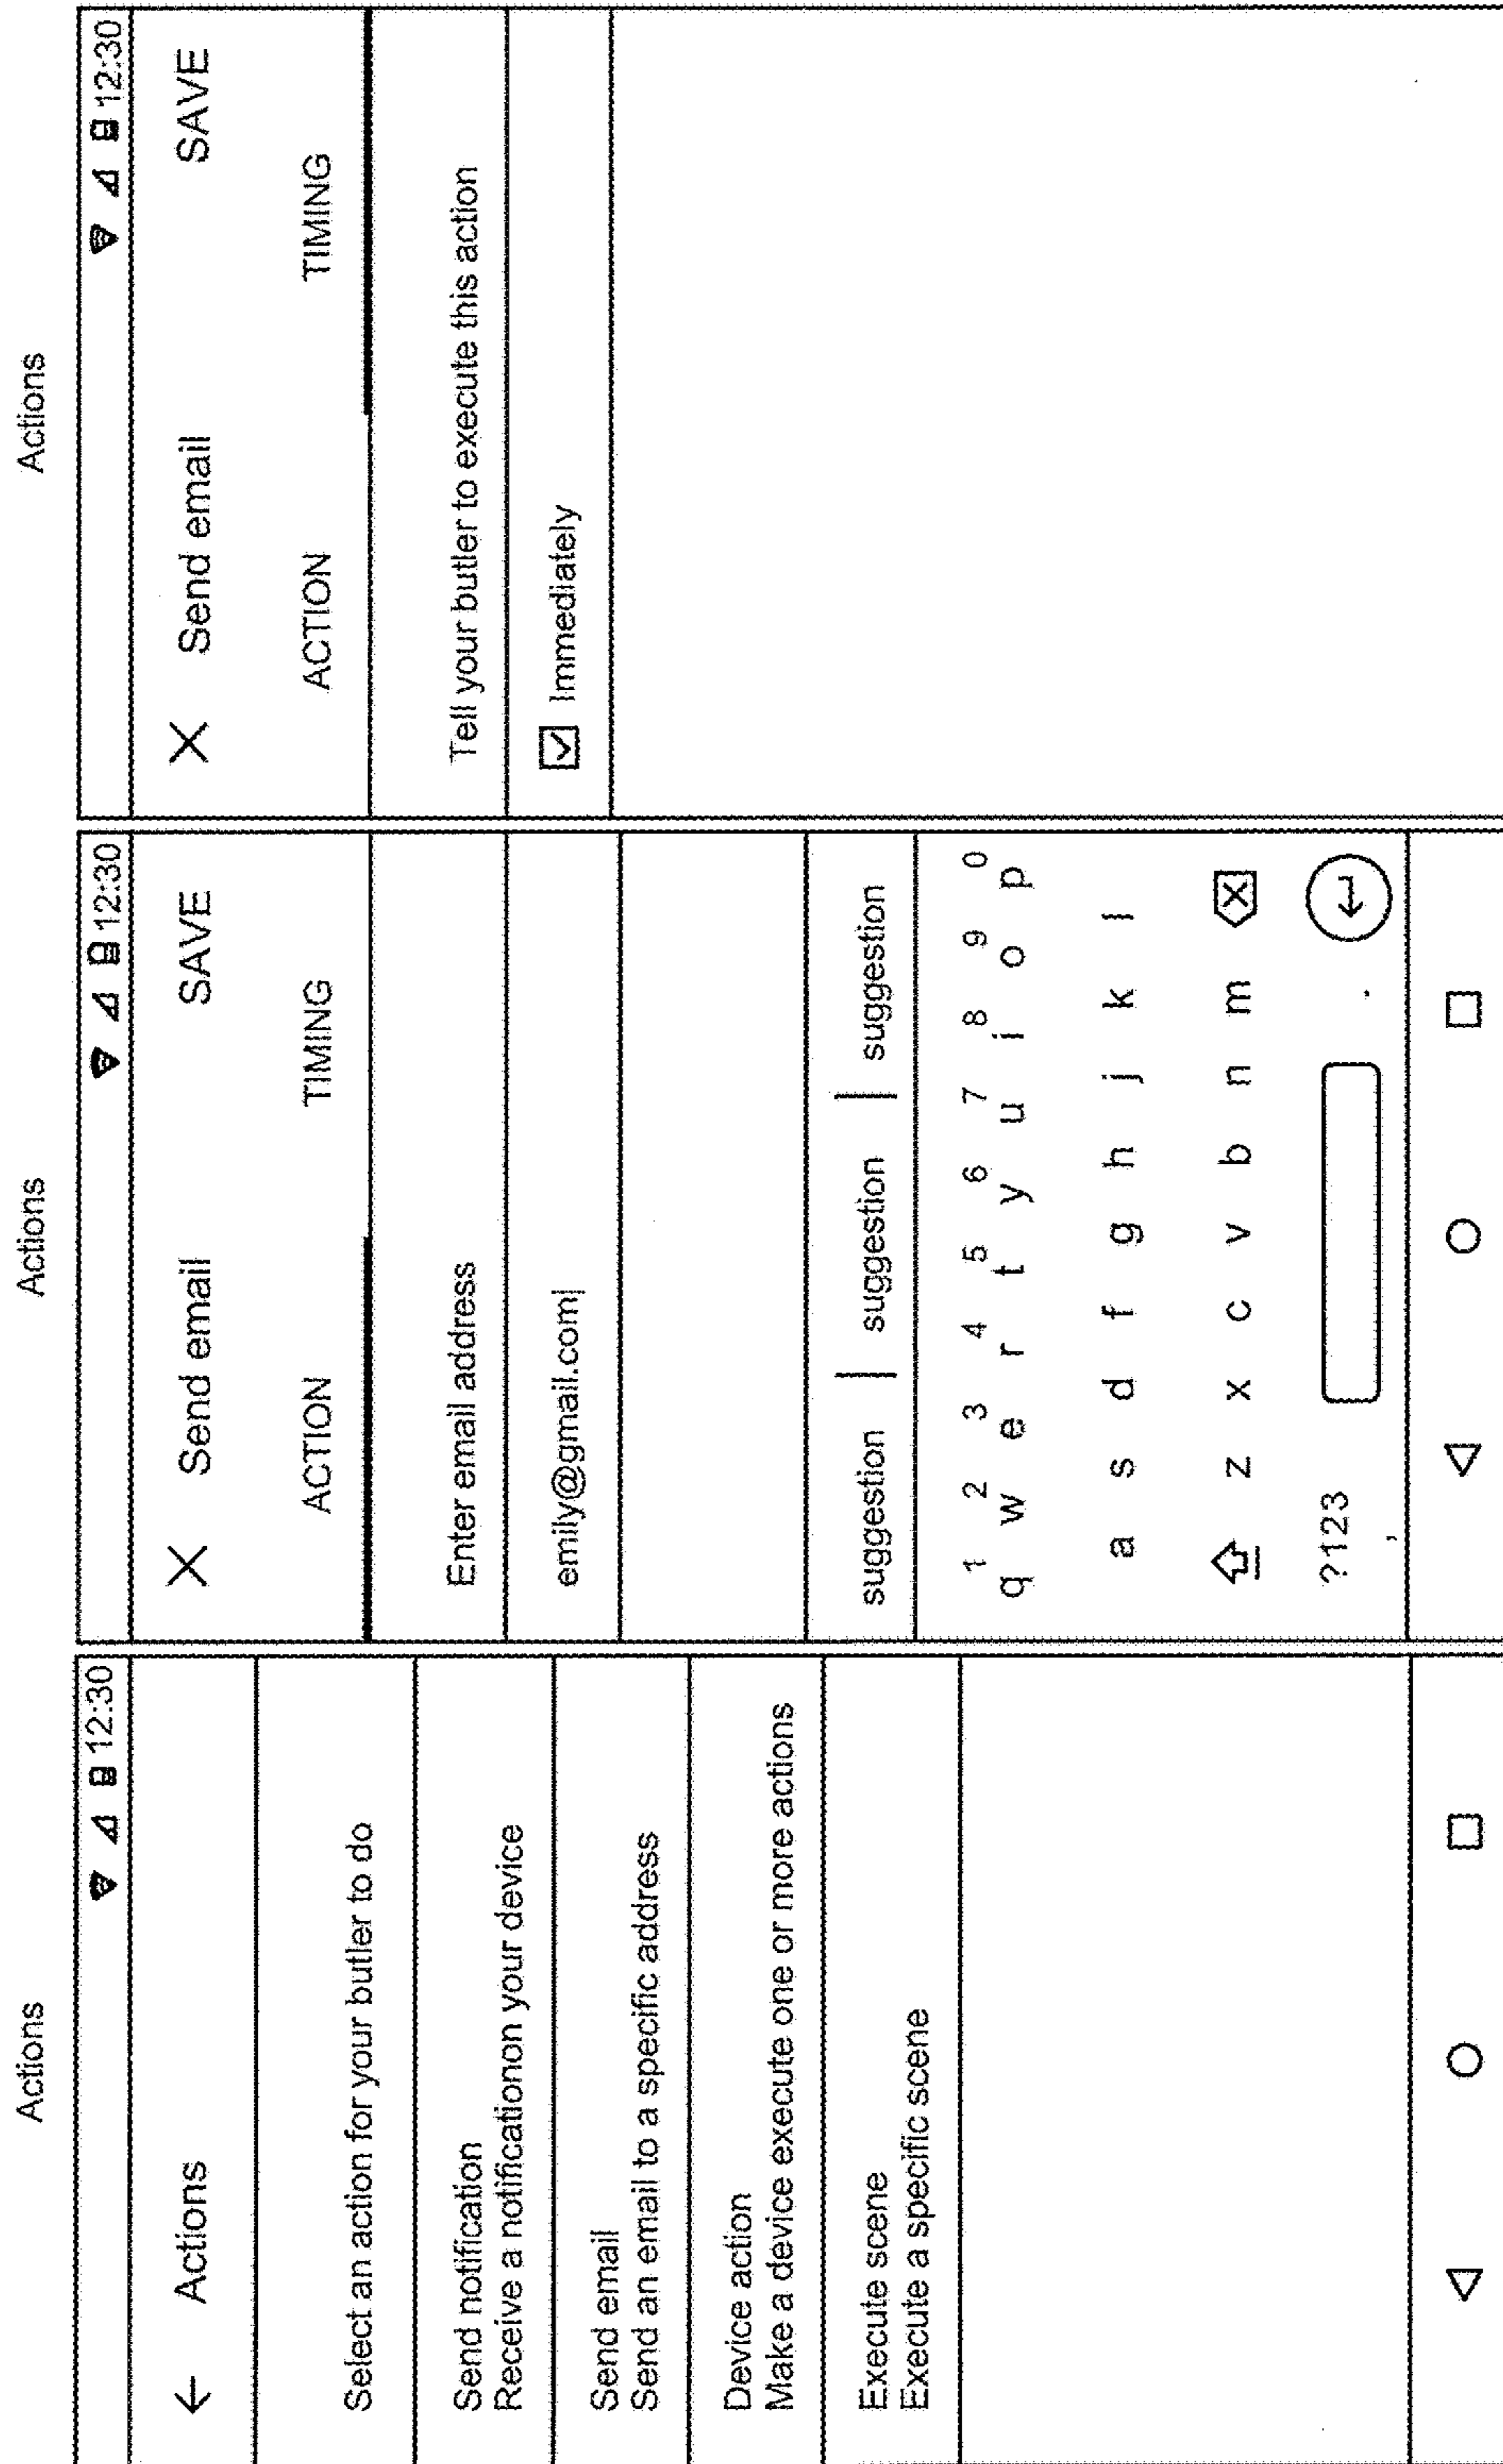 Actions
12:30
← Actions
Select an action for your butler to do
Send notification
Receive a notificationon your device
Send email
Send an email to a specific address
Device action
Make a device execute one or more actions
Execute scene
Execute a specific scene
Actions
12:30
X Send email SAVE
ACTION TIMING
Enter email address
emily@gmail.com
suggestion | suggestion | suggestion
1 2 3 4 5 6 7 8 9 0
q w e r t y u i o p
a s d f g h j k l
z x c v b n m
?123 , .
Actions
12:30
X Send email SAVE
ACTION TIMING
Tell your butler to execute this action
Immediately